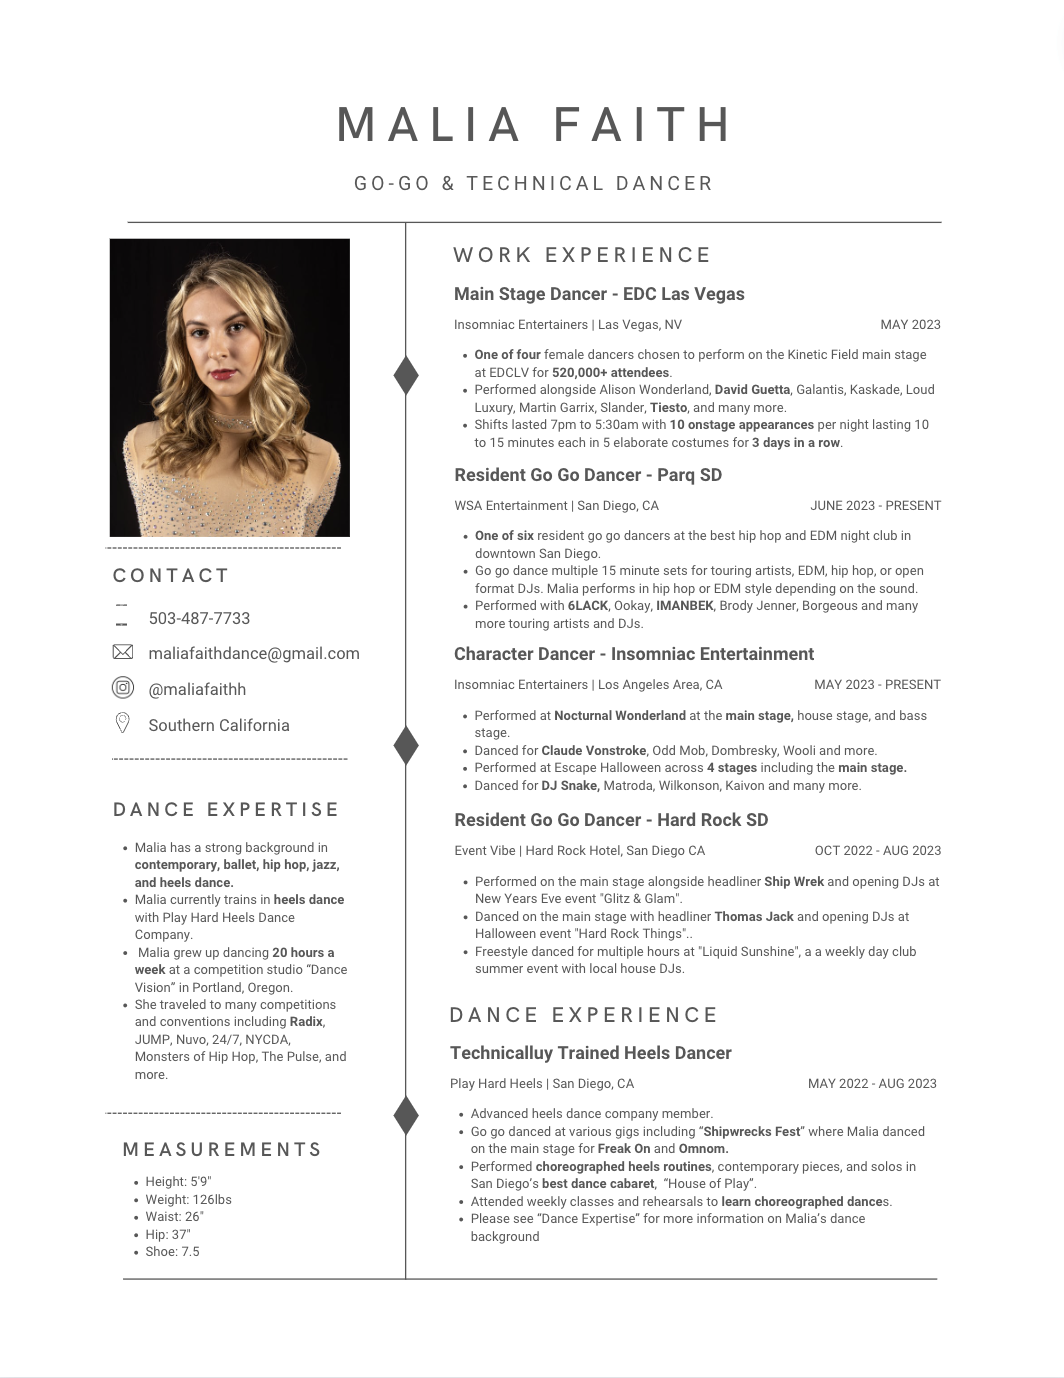 MALIA FAITH
GO-GO & TECHNICAL DANCER
CONTACT
503-487-7733
maliafaithdance@gmail.com
@maliafaithh
Southern California
DANCE EXPERTISE
• Malia has a strong background in
contemporary, ballet, hip hop, jazz,
and heels dance.
• Malia currently trains in heels dance
with Play Hard Heels Dance
Company.
• Malia grew up dancing 20 hours a
week at a competition studio “Dance
Vision” in Portland, Oregon.
• She traveled to many competitions
and conventions including Radix,
JUMP, Nuvo, 24/7, NYCDA,
Monsters of Hip Hop, The Pulse, and
more.
MEASUREMENTS
• Height: 5'9"
• Weight: 126lbs
• Waist: 26"
• Hip: 37"
• Shoe: 7.5
WORK EXPERIENCE
Main Stage Dancer - EDC Las Vegas
Insomniac Entertainers | Las Vegas, NV MAY 2023
• One of four female dancers chosen to perform on the Kinetic Field main stage
at EDCLV for 520,000+ attendees.
• Performed alongside Alison Wonderland, David Guetta, Galantis, Kaskade, Loud
Luxury, Martin Garrix, Slander, Tiesto, and many more.
• Shifts lasted 7pm to 5:30am with 10 onstage appearances per night lasting 10
to 15 minutes each in 5 elaborate costumes for 3 days in a row.
Resident Go Go Dancer - Parq SD
WSA Entertainment | San Diego, CA JUNE 2023 - PRESENT
• One of six resident go go dancers at the best hip hop and EDM night club in
downtown San Diego.
• Go go dance multiple 15 minute sets for touring artists, EDM, hip hop, or open
format DJs. Malia performs in hip hop or EDM style depending on the sound.
• Performed with 6LACK, Ookay, IMANBEK, Brody Jenner, Borgeous and many
more touring artists and DJs.
Character Dancer - Insomniac Entertainment
Insomniac Entertainers | Los Angeles Area, CA MAY 2023 - PRESENT
• Performed at Nocturnal Wonderland at the main stage, house stage, and bass
stage.
• Danced for Claude Vonstroke, Odd Mob, Dombresky, Wooli and more.
• Performed at Escape Halloween across 4 stages including the main stage.
• Danced for DJ Snake, Matroda, Wilkonson, Kaivon and many more.
Resident Go Go Dancer - Hard Rock SD
Event Vibe | Hard Rock Hotel, San Diego CA OCT 2022 - AUG 2023
• Performed on the main stage alongside headliner Ship Wrek and opening DJs at
New Years Eve event "Glitz & Glam".
• Danced on the main stage with headliner Thomas Jack and opening DJs at
Halloween event "Hard Rock Things"..
• Freestyle danced for multiple hours at "Liquid Sunshine", a a weekly day club
summer event with local house DJs.
DANCE EXPERIENCE
Technicalluy Trained Heels Dancer
Play Hard Heels | San Diego, CA MAY 2022 - AUG 2023
• Advanced heels dance company member.
• Go go danced at various gigs including “Shipwrecks Fest” where Malia danced
on the main stage for Freak On and Omnom.
• Performed choreographed heels routines, contemporary pieces, and solos in
San Diego’s best dance cabaret, “House of Play”.
• Attended weekly classes and rehearsals to learn choreographed dances.
• Please see “Dance Expertise” for more information on Malia’s dance
background